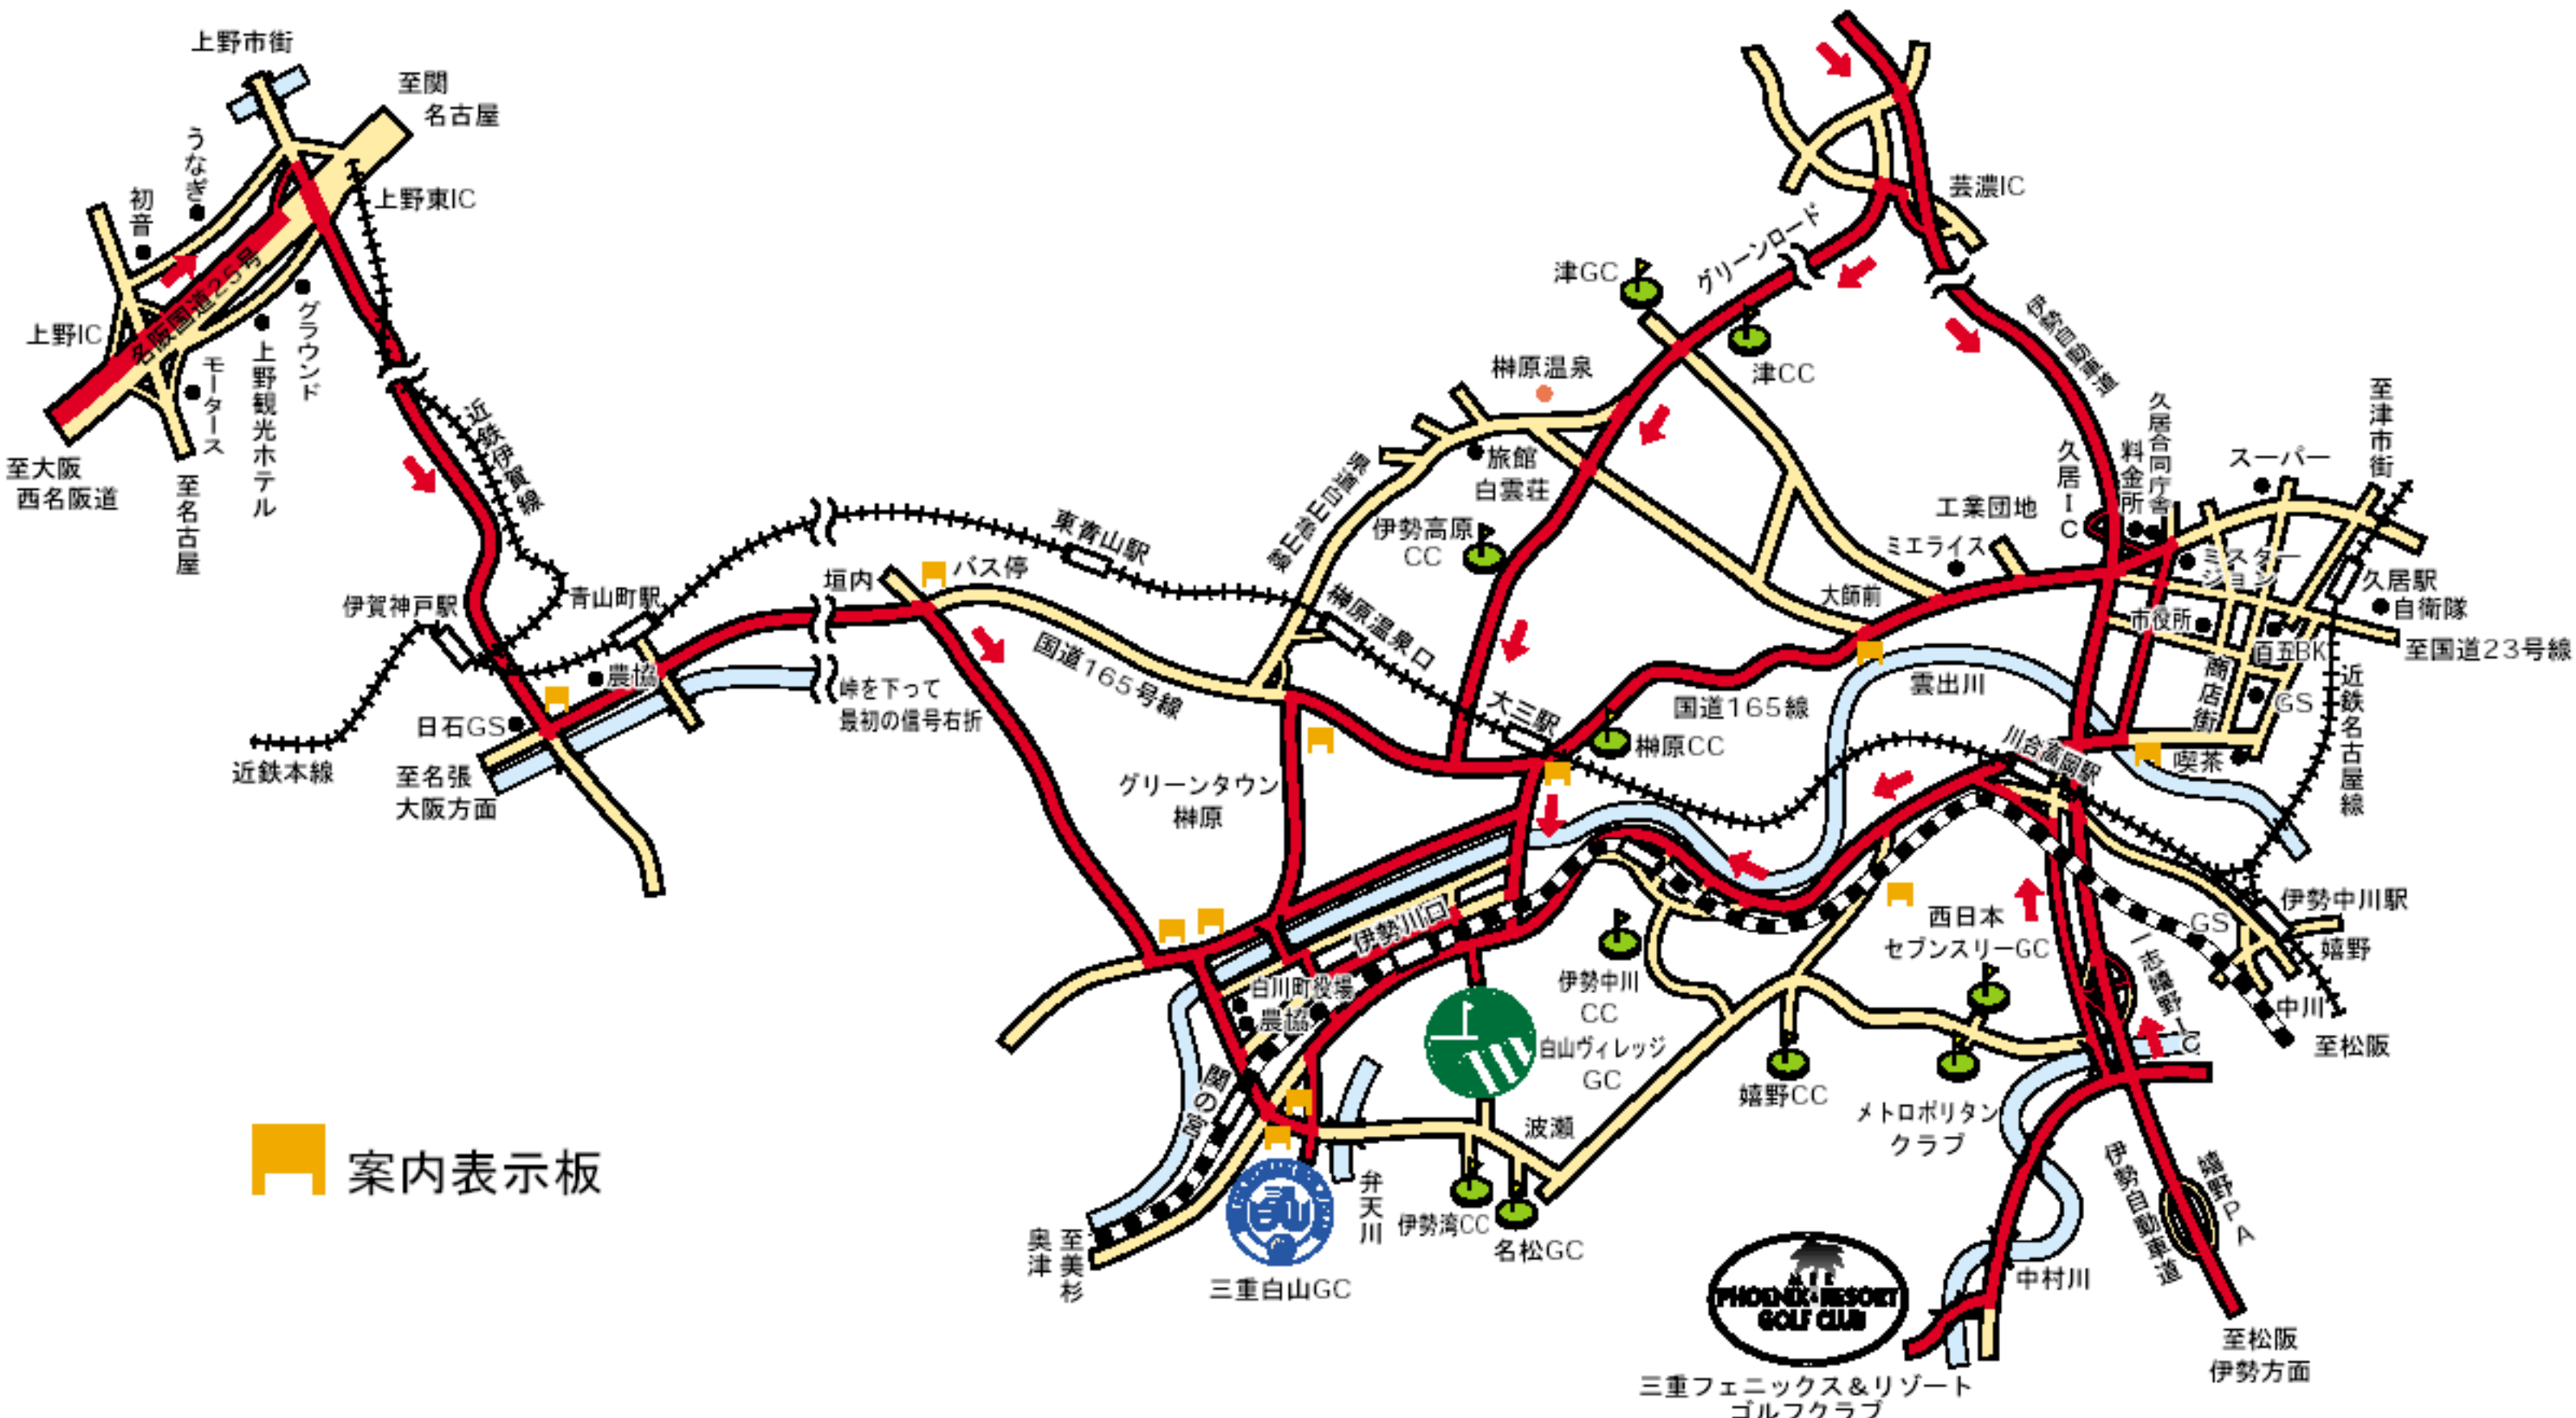 上野市街
至関
名古屋
うなぎ
初音
上野東IC
名阪国道25号
上野IC
グラウンド
上野観光ホテル
モータース
至大阪
西名阪道
至名古屋
近鉄伊賀線
伊賀神戸駅
青山町駅
農協
日石GS
近鉄本線
至名張
大阪方面
垣内
バス停
峠を下って
最初の信号右折
東青山駅
国道165号線
県道白山亀山線
榊原温泉
旅館
白雲荘
伊勢高原
CC
榊原温泉口
大三駅
グリーンタウン
榊原
津GC
グリーンロード
津CC
芸濃IC
伊勢自動車道
久居IC
料金所
久居合同庁舎
スーパー
至津市街
工業団地
ミエライス
ミスター
ジョン
大師前
市役所
久居駅
自衛隊
百五BK
至国道23号線
商店街
GS
近鉄名古屋線
国道165線
雲出川
榊原CC
川合高岡駅
喫茶
伊勢川口
白川町役場
農協
関の宮
白山ヴィレッジ
GC
伊勢中川
CC
西日本
セブンスリーGC
一志嬉野IC
GS
伊勢中川駅
嬉野
中川
至松阪
嬉野CC
メトロポリタン
クラブ
波瀬
弁天川
伊勢湾CC
名松GC
奥津
至美杉
三重白山GC
案内表示板
伊勢自動車道
嬉野PA
中村川
MIE
PHOENIX&RESORT
GOLF CLUB
三重フェニックス&リゾート
ゴルフクラブ
至松阪
伊勢方面